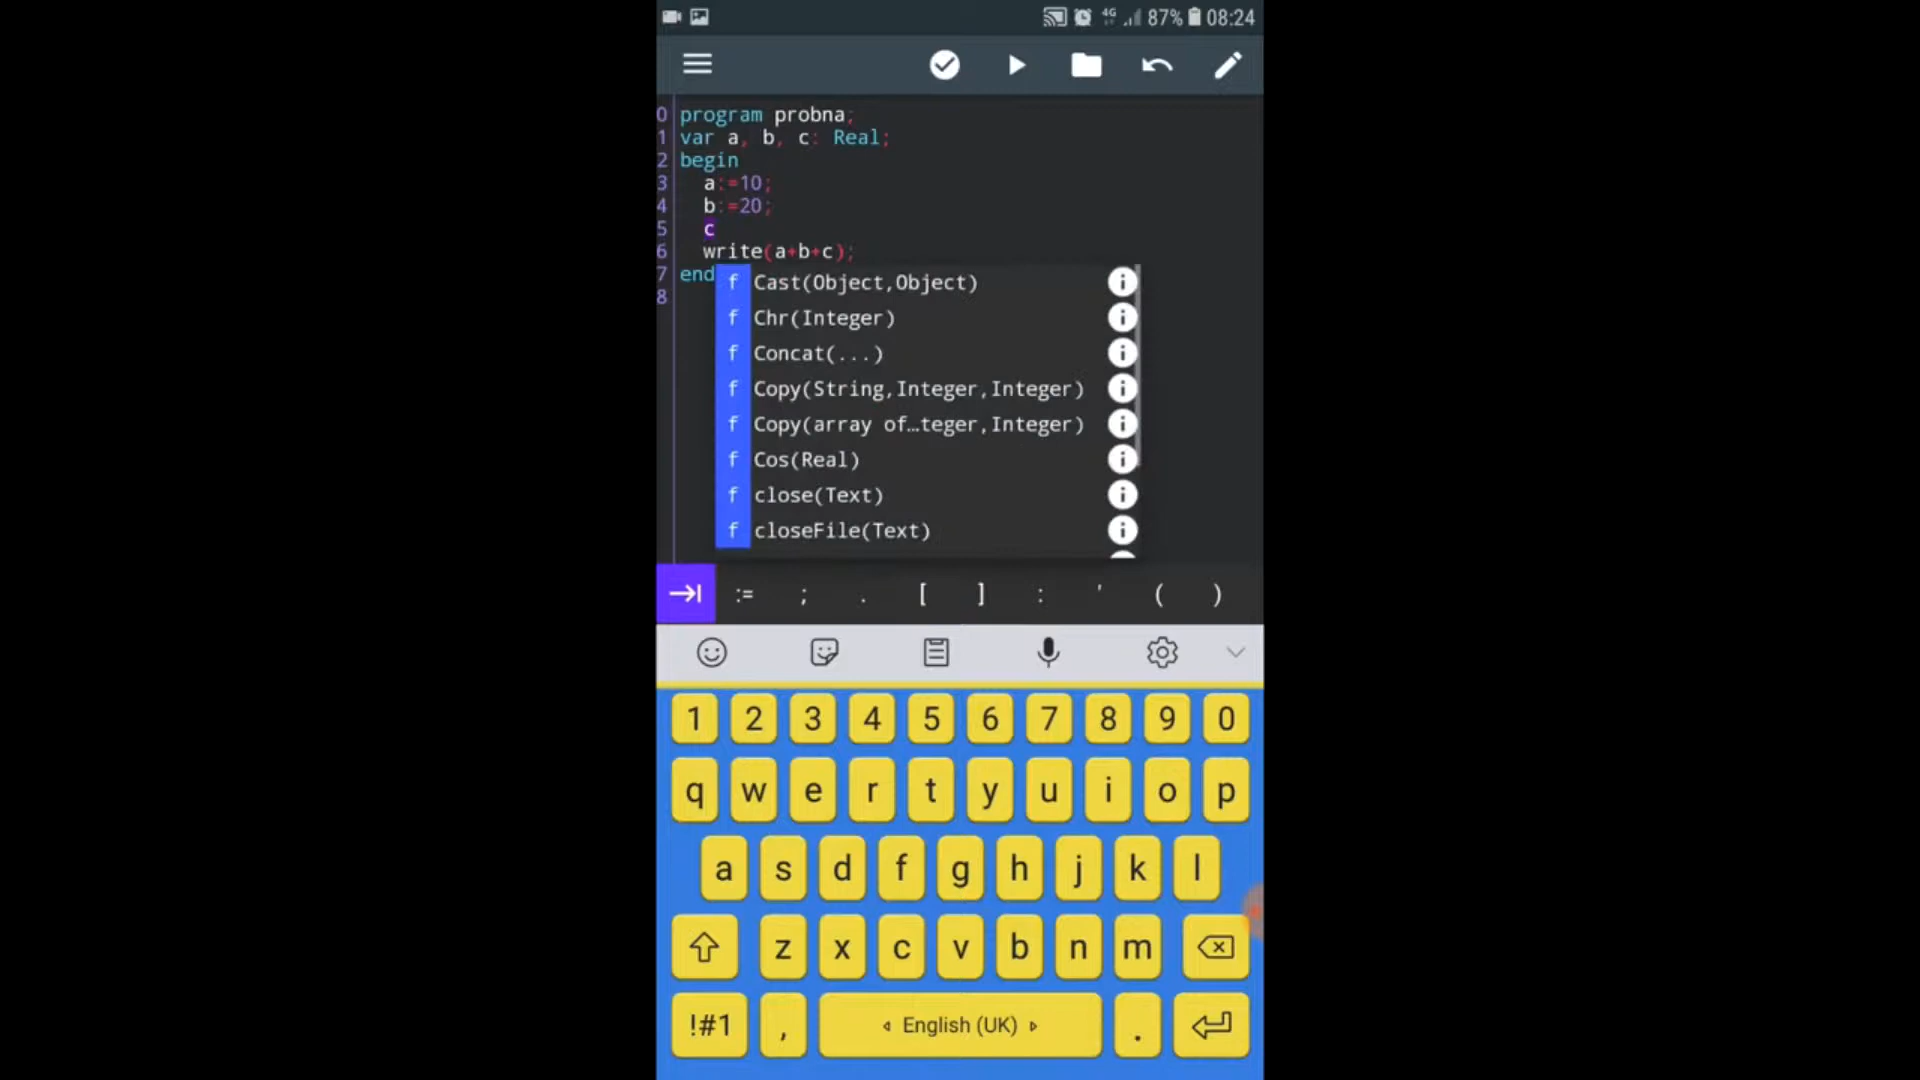 4G 87% 08:24
0 program probna;
1 var a, b, c: Real;
2 begin
3 a:=10;
4 b:=20;
5 c
6 write(a+b+c);
7 end
8
f Cast(Object,Object) i
f Chr(Integer) i
f Concat(...) i
f Copy(String,Integer,Integer) i
f Copy(array of…teger,Integer) i
f Cos(Real) i
f close(Text) i
f closeFile(Text) i
:= ; . [ ] : ' ( )
1 2 3 4 5 6 7 8 9 0
q w e r t y u i o p
a s d f g h j k l
z x c v b n m
!#1 , English (UK) .